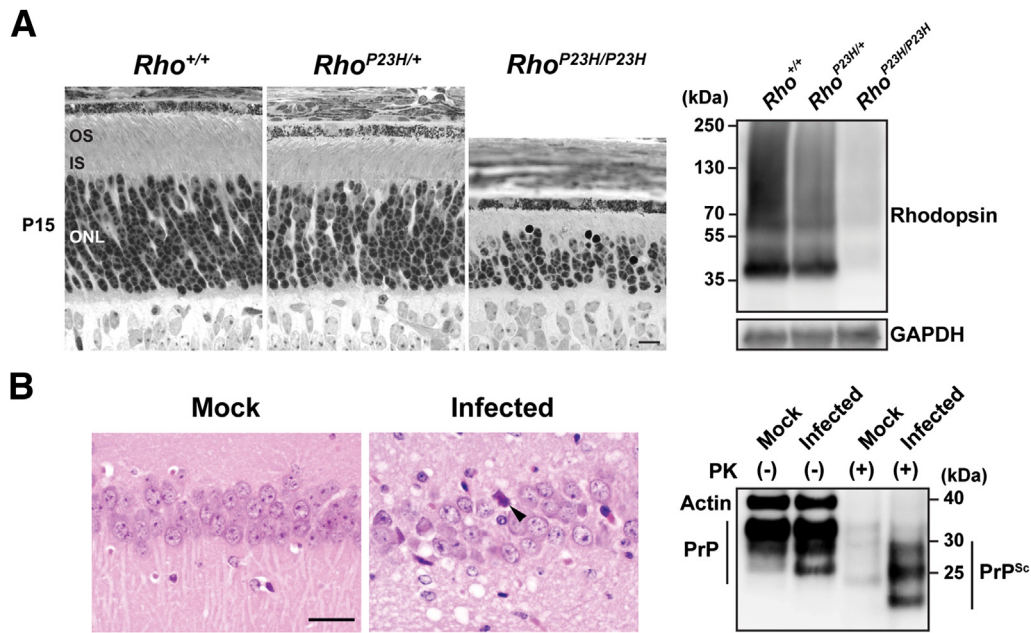 A
Rho+/+
RhoP23H/+
RhoP23H/P23H
P15
OS
IS
ONL
(kDa)
Rho+/+
RhoP23H/+
RhoP23H/P23H
250
130
70
55
35
Rhodopsin
GAPDH
B
Mock
Infected
Mock
Infected
Mock
Infected
PK (-) (-) (+) (+) (kDa)
Actin
PrP
40
30
25
PrPSc